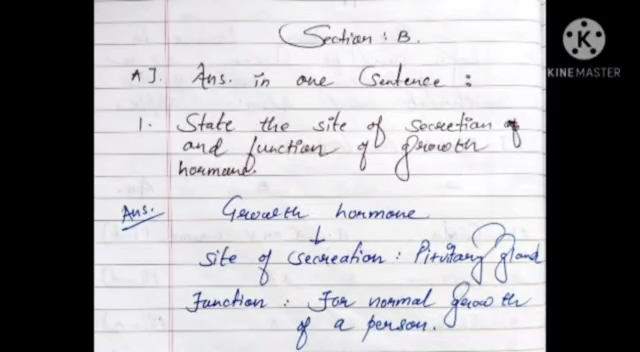 Section : B.
K
KINEMASTER
A]. Ans. in one Sentence :
1. State the site of secretion of
and function of Growth
hormone.
Ans. Growth hormone
↓
site of secreation : Pituitary gland
Function : For normal Growth
of a person.